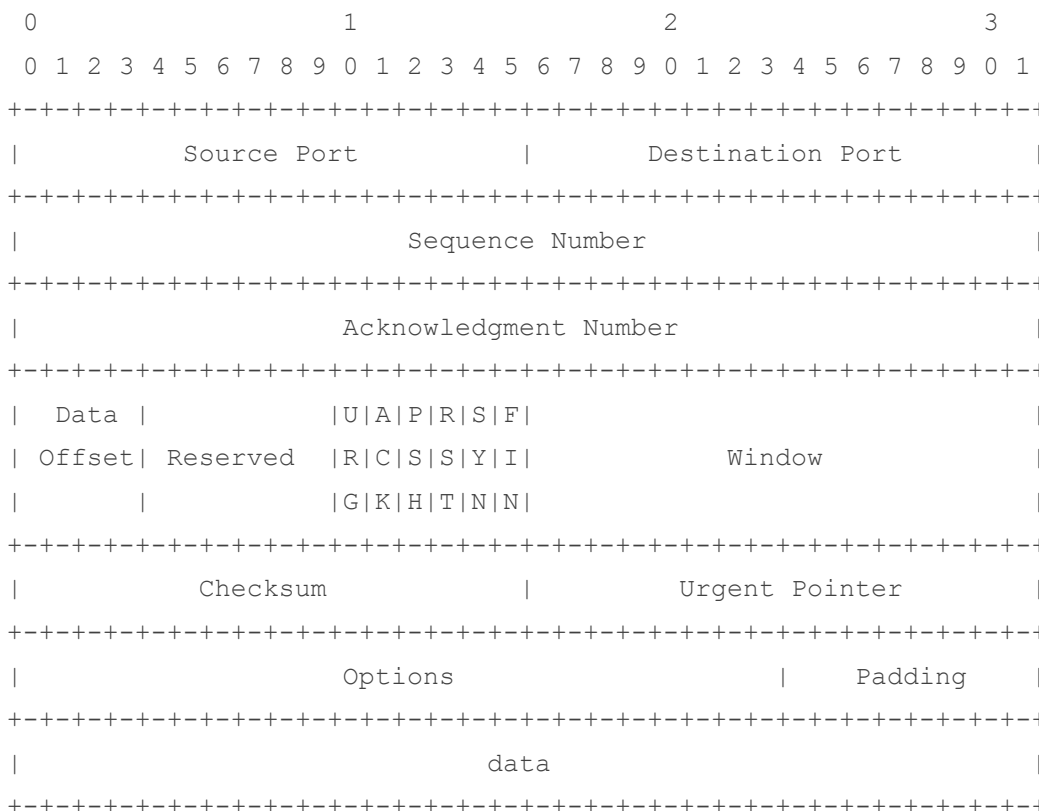 0                   1                   2                   3
 0 1 2 3 4 5 6 7 8 9 0 1 2 3 4 5 6 7 8 9 0 1 2 3 4 5 6 7 8 9 0 1
+-+-+-+-+-+-+-+-+-+-+-+-+-+-+-+-+-+-+-+-+-+-+-+-+-+-+-+-+-+-+-+-+
|          Source Port          |       Destination Port        |
+-+-+-+-+-+-+-+-+-+-+-+-+-+-+-+-+-+-+-+-+-+-+-+-+-+-+-+-+-+-+-+-+
|                        Sequence Number                        |
+-+-+-+-+-+-+-+-+-+-+-+-+-+-+-+-+-+-+-+-+-+-+-+-+-+-+-+-+-+-+-+-+
|                    Acknowledgment Number                      |
+-+-+-+-+-+-+-+-+-+-+-+-+-+-+-+-+-+-+-+-+-+-+-+-+-+-+-+-+-+-+-+-+
|  Data |           |U|A|P|R|S|F|                               |
| Offset| Reserved  |R|C|S|S|Y|I|            Window             |
|       |           |G|K|H|T|N|N|                               |
+-+-+-+-+-+-+-+-+-+-+-+-+-+-+-+-+-+-+-+-+-+-+-+-+-+-+-+-+-+-+-+-+
|           Checksum            |         Urgent Pointer        |
+-+-+-+-+-+-+-+-+-+-+-+-+-+-+-+-+-+-+-+-+-+-+-+-+-+-+-+-+-+-+-+-+
|                    Options                    |    Padding    |
+-+-+-+-+-+-+-+-+-+-+-+-+-+-+-+-+-+-+-+-+-+-+-+-+-+-+-+-+-+-+-+-+
|                             data                              |
+-+-+-+-+-+-+-+-+-+-+-+-+-+-+-+-+-+-+-+-+-+-+-+-+-+-+-+-+-+-+-+-+